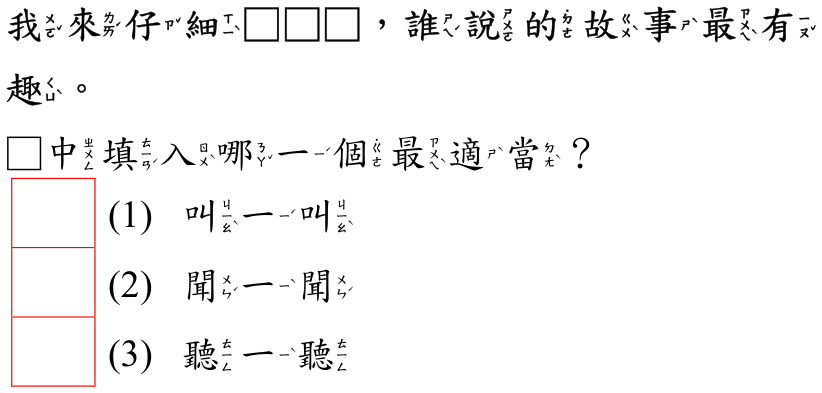 我來仔細□□□，誰說的故事最有
趣。
□中填入哪一個最適當？
(1) 叫一叫
(2) 聞一聞
(3) 聽一聽